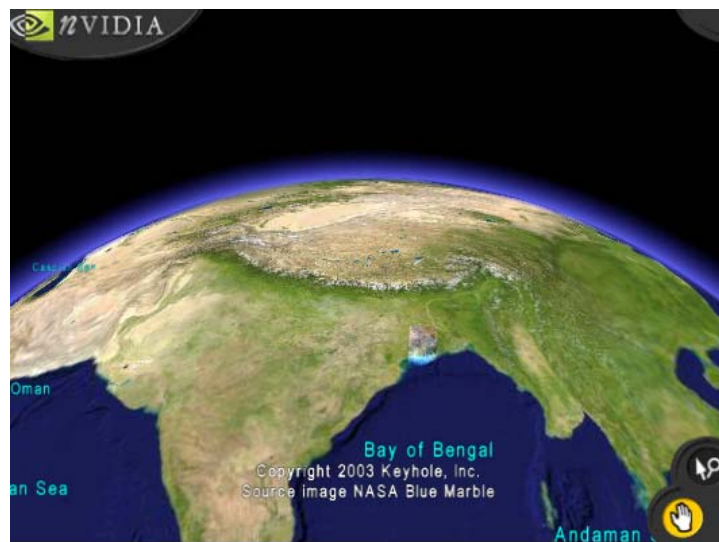 nVIDIA
Caspian Sea
Oman
Bay of Bengal
Copyright 2003 Keyhole, Inc.
an Sea
Source image NASA Blue Marble
Andaman